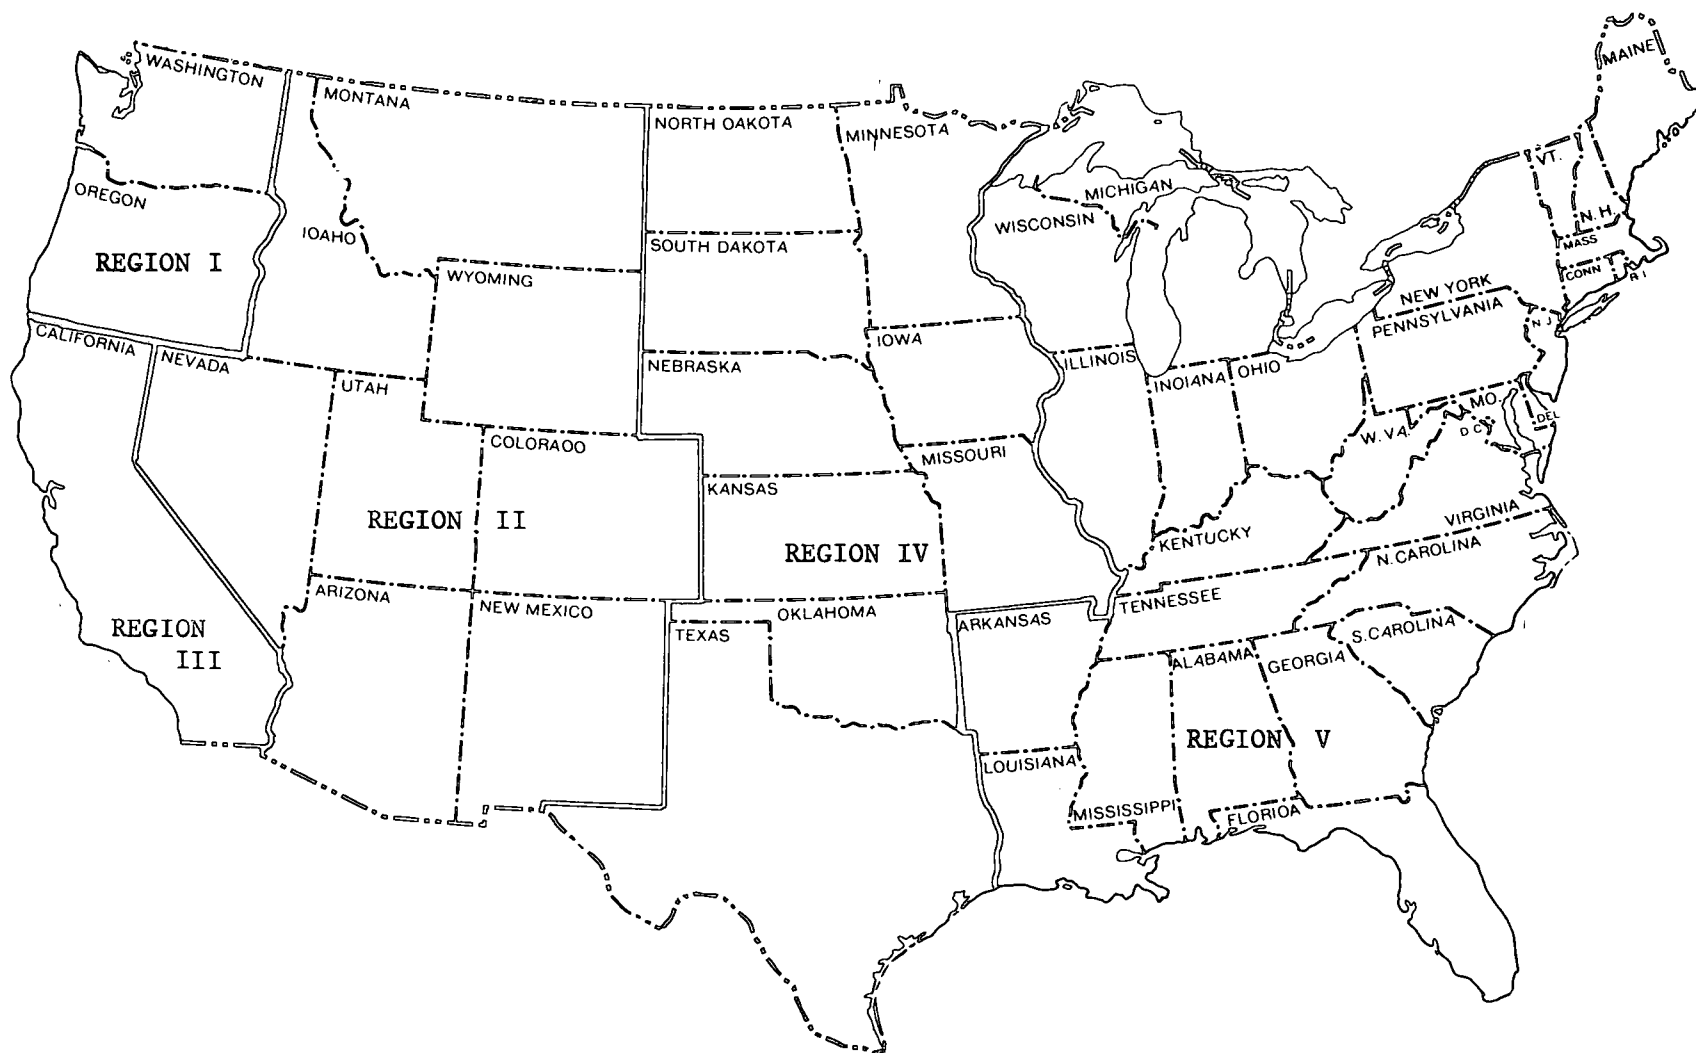 MAINE
WASHINGTON
MONTANA
NORTH OAKOTA
MINNESOTA
VT.
MICHIGAN
OREGON
WISCONSIN
N.H.
IOAHO
SOUTH DAKOTA
MASS
REGION I
WYOMING
CONN
R I
NEW YORK
CALIFORNIA
PENNSYLVANIA
N J
IOWA
NEVADA
NEBRASKA
ILLINOIS
OHIO
UTAH
INOIANA
MO.
DEL
COLORAOO
W.VA.
D C
MISSOURI
KANSAS
REGION II
VIRGINIA
KENTUCKY
REGION IV
N.CAROLINA
ARIZONA
NEW MEXICO
OKLAHOMA
TENNESSEE
ARKANSAS
REGION
III
TEXAS
S.CAROLINA
ALABAMA
GEORGIA
REGION V
LOUISIANA
MISSISSIPPI
FLORIOA